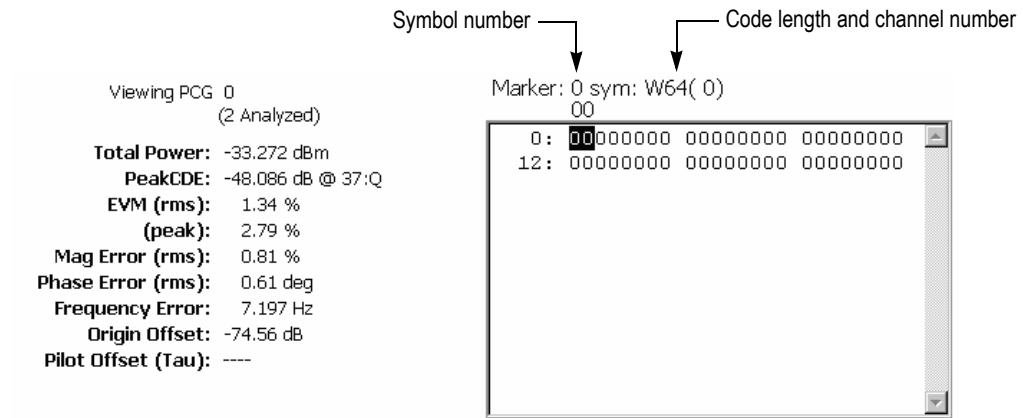 Symbol number
Code length and channel number
Viewing PCG 0
(2 Analyzed)
Total Power: -33.272 dBm
PeakCDE: -48.086 dB @ 37:Q
EVM (rms): 1.34 %
(peak): 2.79 %
Mag Error (rms): 0.81 %
Phase Error (rms): 0.61 deg
Frequency Error: 7.197 Hz
Origin Offset: -74.56 dB
Pilot Offset (Tau): ----
Marker: 0 sym: W64( 0)
00
0: 00000000 00000000 00000000
12: 00000000 00000000 00000000